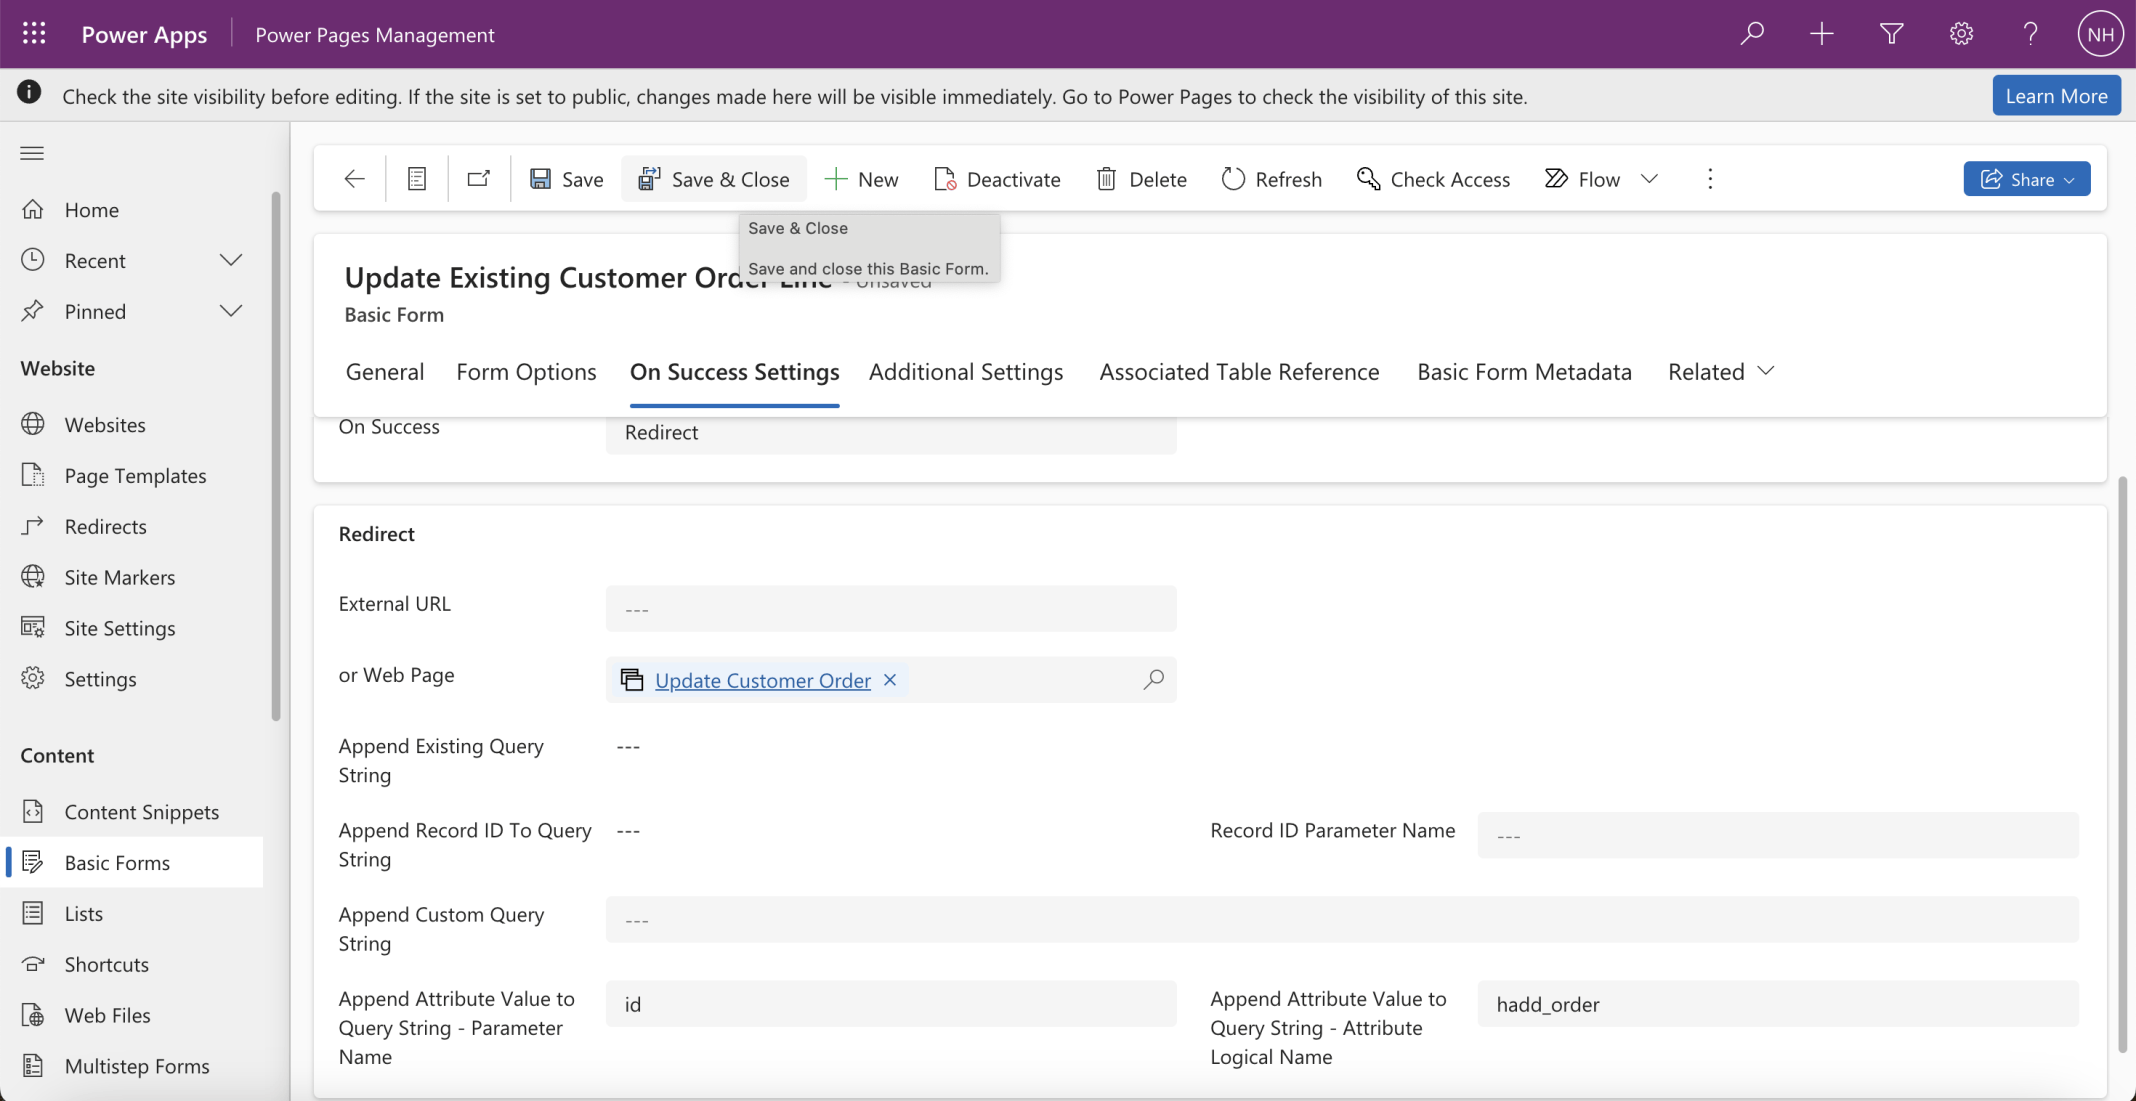 Power Apps
Power Pages Management
NH
Check the site visibility before editing. If the site is set to public, changes made here will be visible immediately. Go to Power Pages to check the visibility of this site.
Learn More
Save
Save & Close
New
Deactivate
Delete
Refresh
Check Access
Flow
Share
Save & Close
Save and close this Basic Form.
Home
Recent
Pinned
Website
Websites
Page Templates
Redirects
Site Markers
Site Settings
Settings
Content
Content Snippets
Basic Forms
Lists
Shortcuts
Web Files
Multistep Forms
Update Existing Customer Order Line - Unsaved
Basic Form
General
Form Options
On Success Settings
Additional Settings
Associated Table Reference
Basic Form Metadata
Related
On Success
Redirect
Redirect
External URL
---
or Web Page
Update Customer Order
Append Existing Query
String
---
Append Record ID To Query
String
---
Record ID Parameter Name
---
Append Custom Query
String
---
Append Attribute Value to
Query String - Parameter
Name
id
Append Attribute Value to
Query String - Attribute
Logical Name
hadd_order